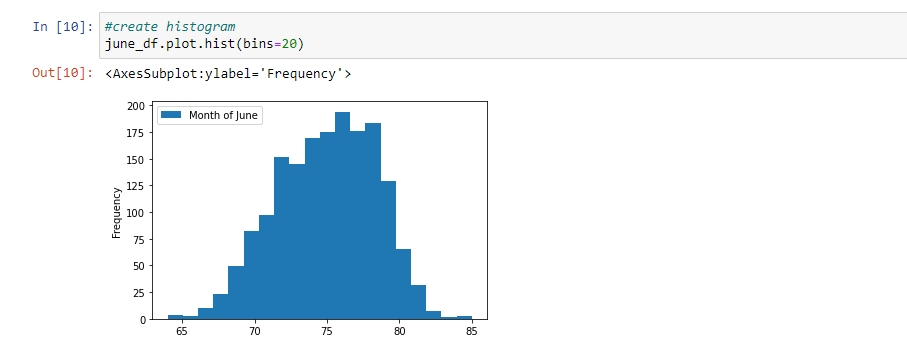 In [10]: #create histogram
june_df.plot.hist(bins=20)
Out[10]: <AxesSubplot:ylabel='Frequency'>
200
175
150
125
100
75
50
25
0
Frequency
Month of June
65 70 75 80 85